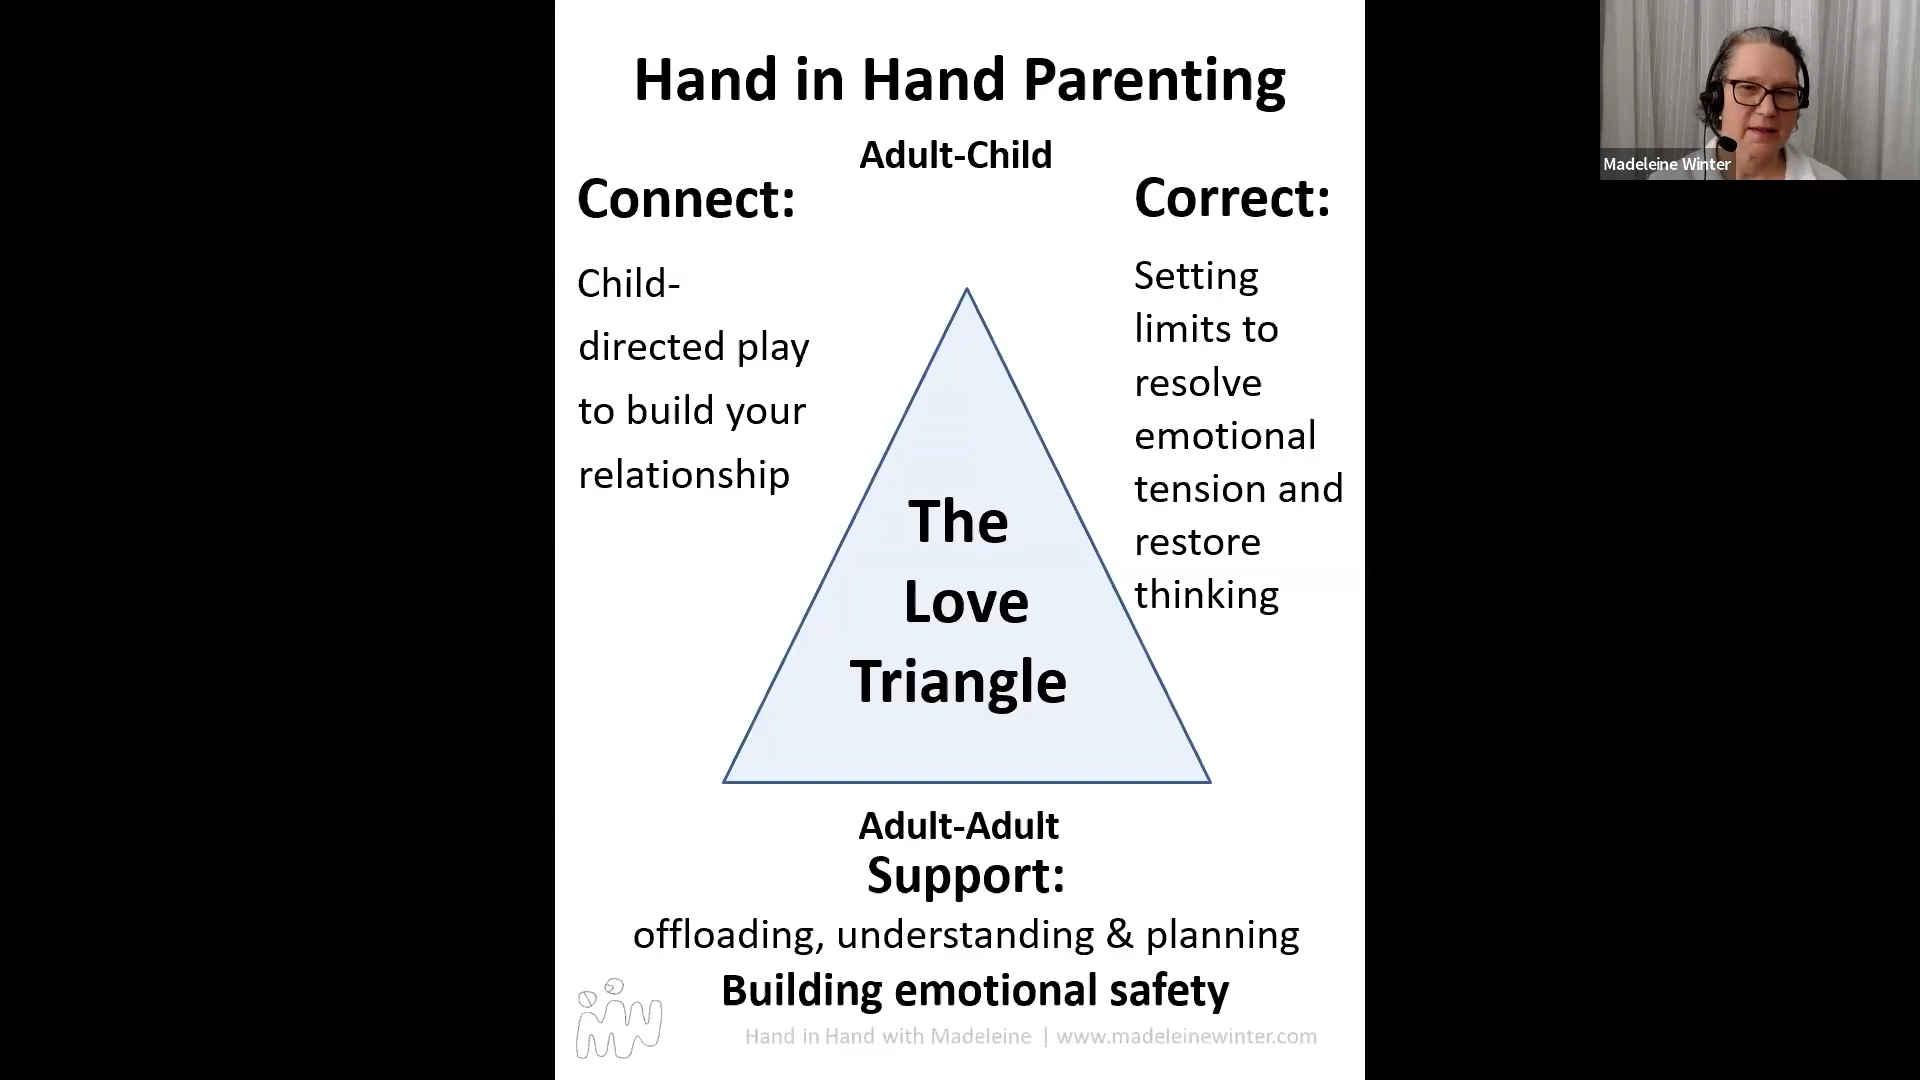 Hand in Hand Parenting
Adult-Child
Connect:
Child-
directed play
to build your
relationship
Correct:
Setting
limits to
resolve
emotional
tension and
restore
thinking
The
Love
Triangle
Adult-Adult
Support:
offloading, understanding & planning
Building emotional safety
Hand in Hand with Madeleine | www.madeleinewinter.com
Madeleine Winter